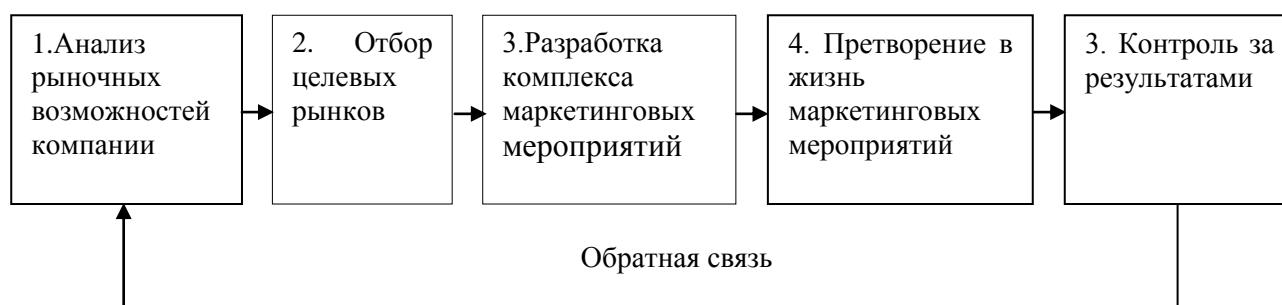 1.Анализ
рыночных
возможностей
компании
2. Отбор
целевых
рынков
3.Разработка
комплекса
маркетинговых
мероприятий
4. Претворение в
жизнь
маркетинговых
мероприятий
3. Контроль за
результатами
Обратная связь